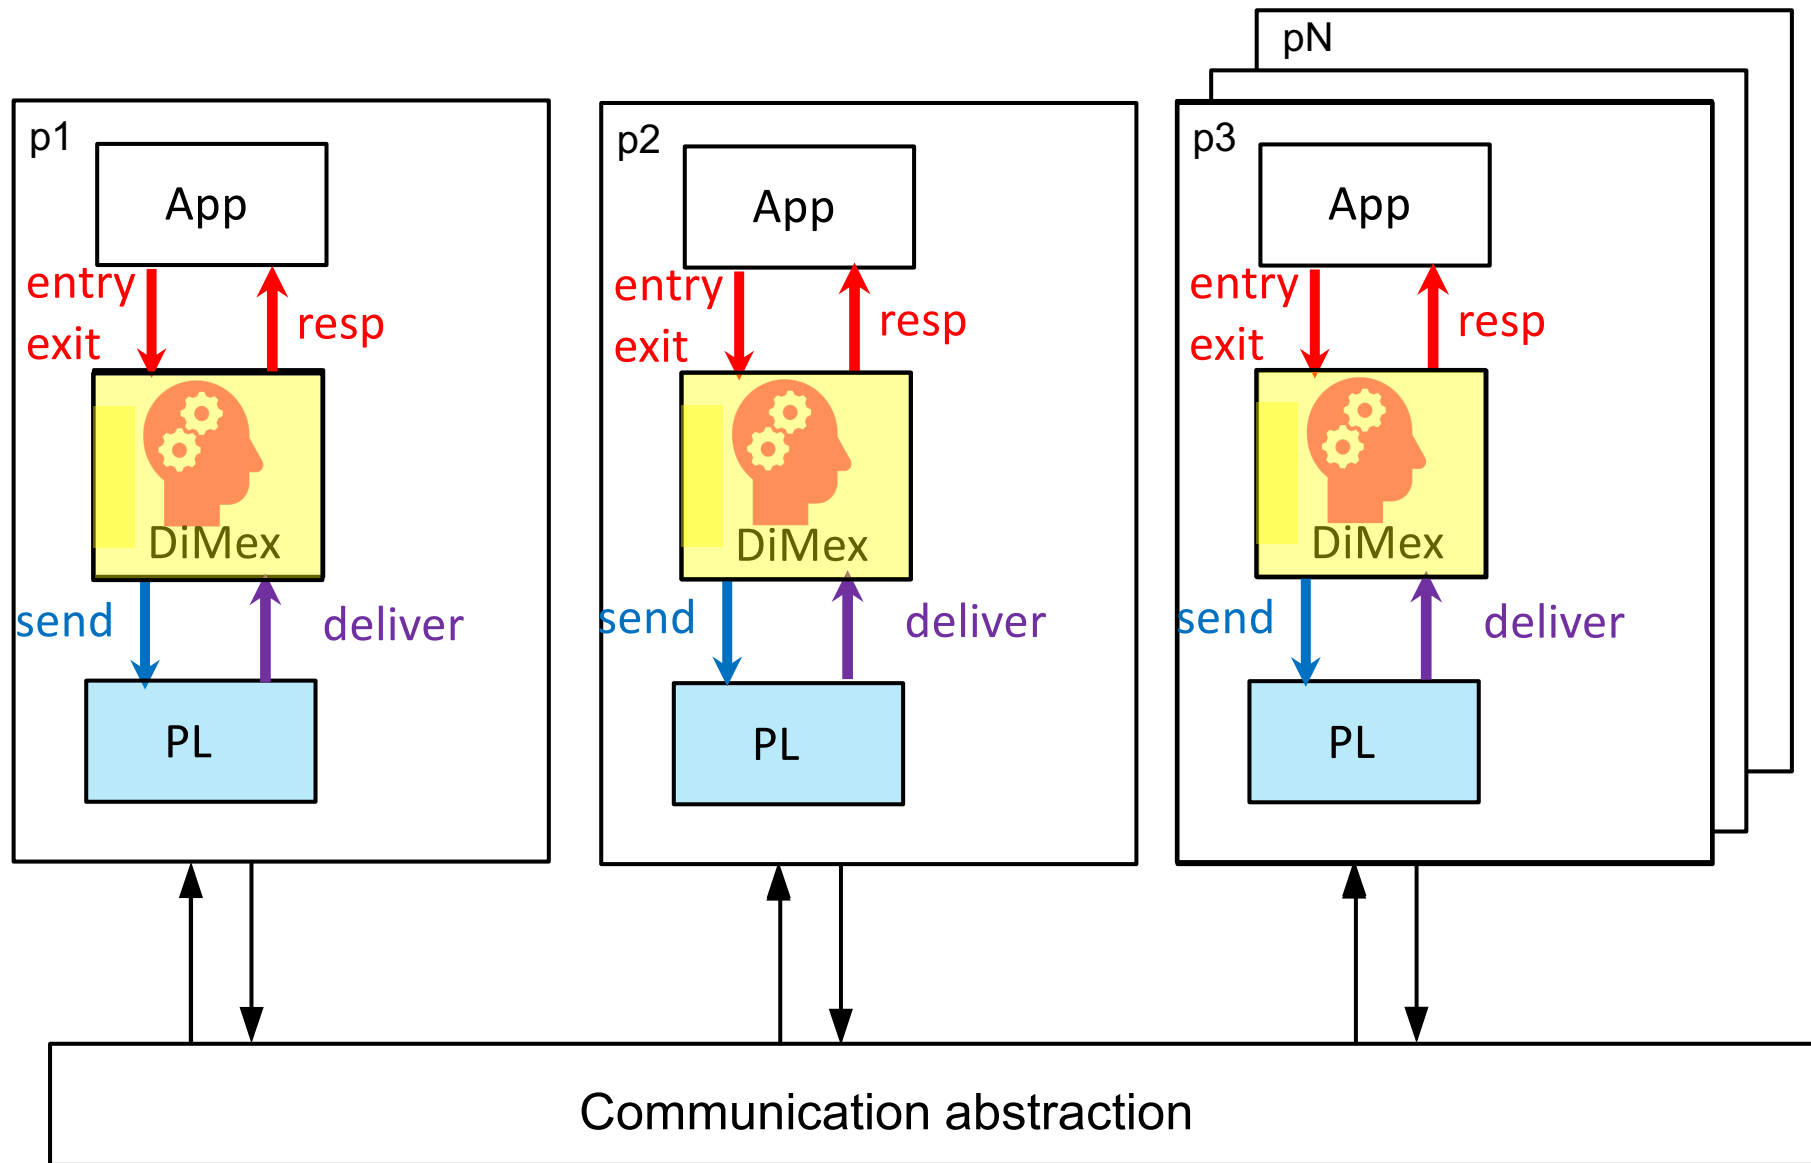 pN
p1
p2
p3
App
App
App
entry
exit
resp
entry
exit
resp
entry
exit
resp
DiMex
DiMex
DiMex
send
deliver
send
deliver
send
deliver
PL
PL
PL
Communication abstraction